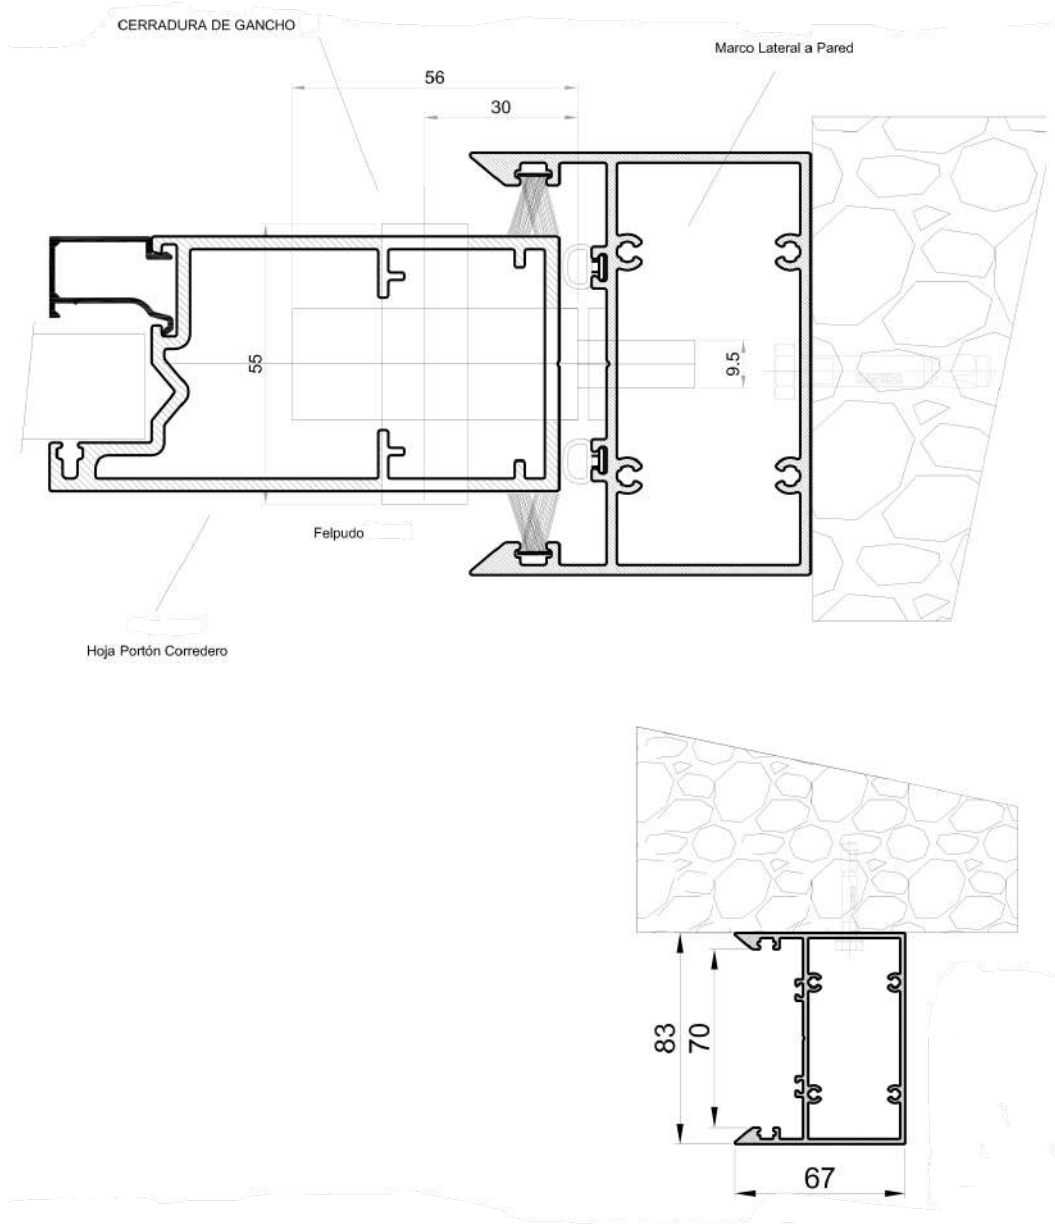 CERRADURA DE GANCHO
Marco Lateral a Pared
56
30
55
9.5
Felpudo
Hoja Portón Corredero
83
70
67